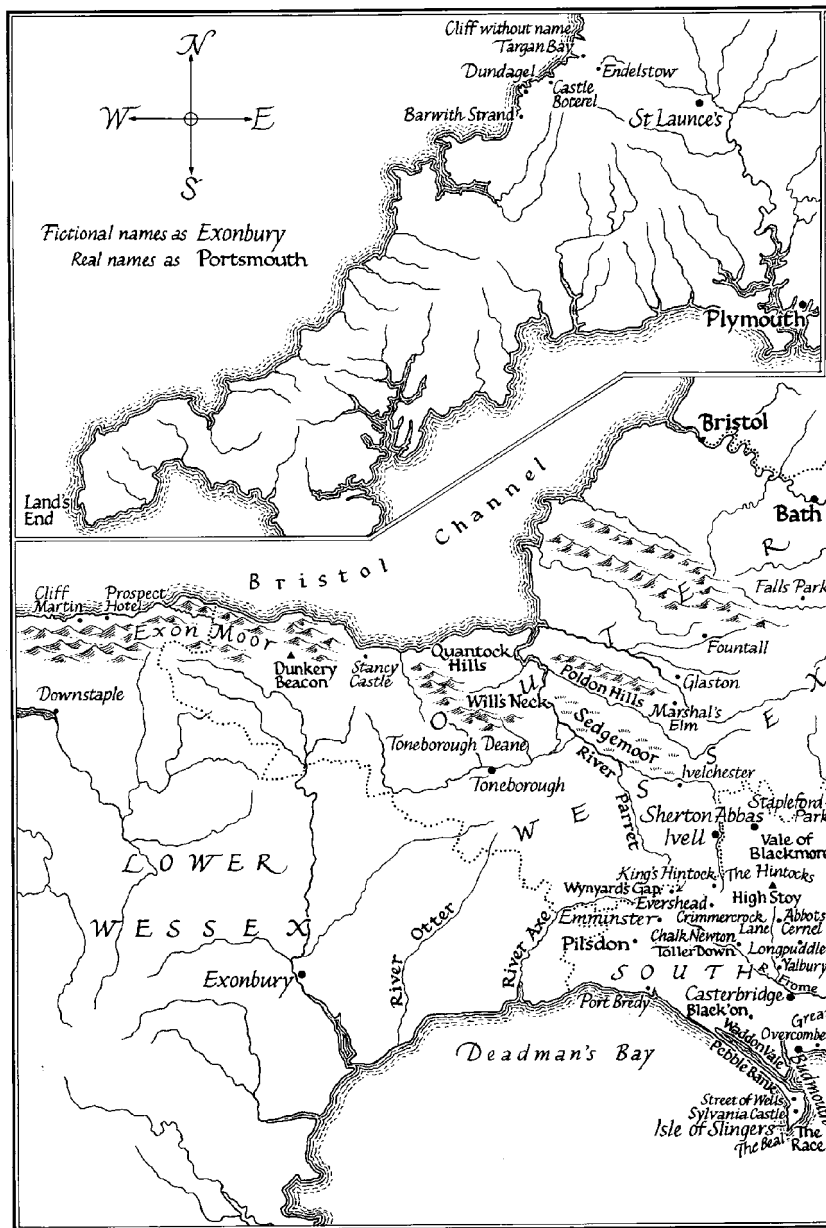 N
W
E
S
Fictional names as Exonbury
Real names as Portsmouth
Cliff without name
Targan Bay
Dundagel
Endelstow
Castle
Boterel
Barwith Strand
St Launce's
Plymouth
Land's
End
Bristol Channel
Bristol
Bath
Cliff
Martin
Prospect
Hotel
Exon Moor
Dunkery
Beacon
Stancy
Castle
Quantock
Hills
Will's Neck
Poldon Hills
Falls Park
Fountall
Glaston
Marshal's
Elm
Downstaple
Sedgemoor
Toneborough Deane
Toneborough
River
Parret
Ivelchester
OUTER
WESSEX
Stapleford
Park
Sherton Abbas
Ivell
Vale of
Blackmore
LOWER
WESSEX
King's Hintock
The Hintocks
Wynyard's Gap
High Stoy
Evershead
Emminster
Crimmercrock
Lane
Abbots
Cernel
Pilsdon
Chalk Newton
Toller Down
Longpuddle
Yalbury
River Otter
River Axe
Exonbury
SOUTH
R. Frome
Port Bredy
Casterbridge
Black'on
Great
Overcombe
Waddon Vale
Pebble Bank
Budmouth
Deadman's Bay
Street of Wells
Sylvania Castle
Isle of Slingers
The Beal
The
Race